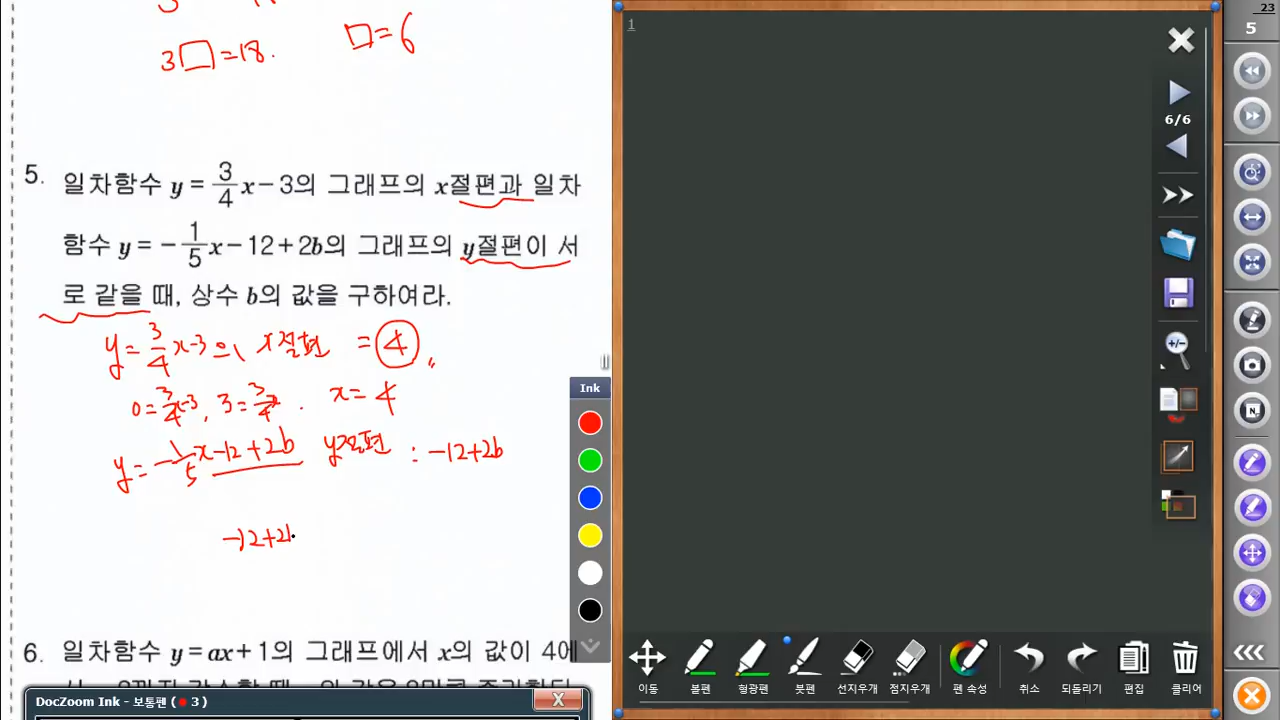 3□=18. □=6
5. 일차함수 y = 3/4 x − 3의 그래프의 x절편과 일차
함수 y = − 1/5 x − 12 + 2b의 그래프의 y절편이 서
로 같을 때, 상수 b의 값을 구하여라.
y = 3/4 x-3 의 x절편 = 4
0 = 3/4 x-3, 3 = 3/4 x. x = 4
y = -1/5 x -12 + 2b y절편 : -12+2b
-12+2b
6. 일차함수 y = ax + 1의 그래프에서 x의 값이 4에
Ink
DocZoom Ink - 보통펜 ( 3 )
1
6/6
23
5
+/-
N
이동 볼펜 형광펜 붓펜 선지우개 점지우개 펜 속성 취소 되돌리기 편집 클리어